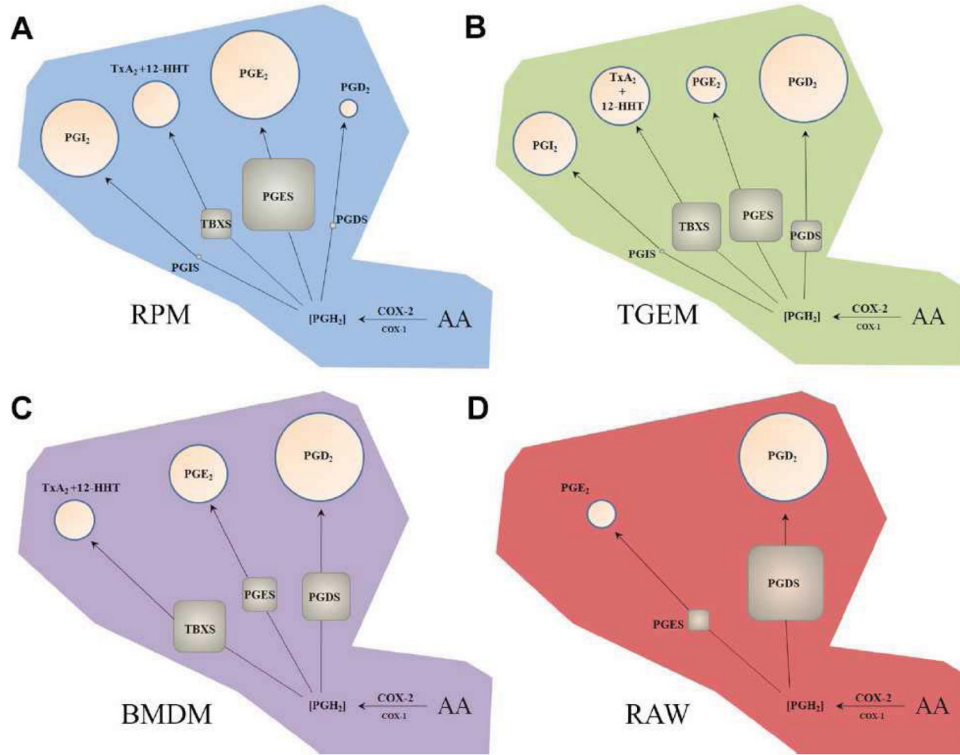 A
TxA₂+12-HHT
PGE₂
PGD₂
PGI₂
PGES
TBXS
PGDS
PGIS
RPM
[PGH₂]
COX-2
COX-1
AA
B
TxA₂
+
12-HHT
PGE₂
PGD₂
PGI₂
TBXS
PGES
PGDS
PGIS
TGEM
[PGH₂]
COX-2
COX-1
AA
C
TxA₂+12-HHT
PGE₂
PGD₂
TBXS
PGES
PGDS
BMDM
[PGH₂]
COX-2
COX-1
AA
D
PGE₂
PGD₂
PGES
PGDS
RAW
[PGH₂]
COX-2
COX-1
AA